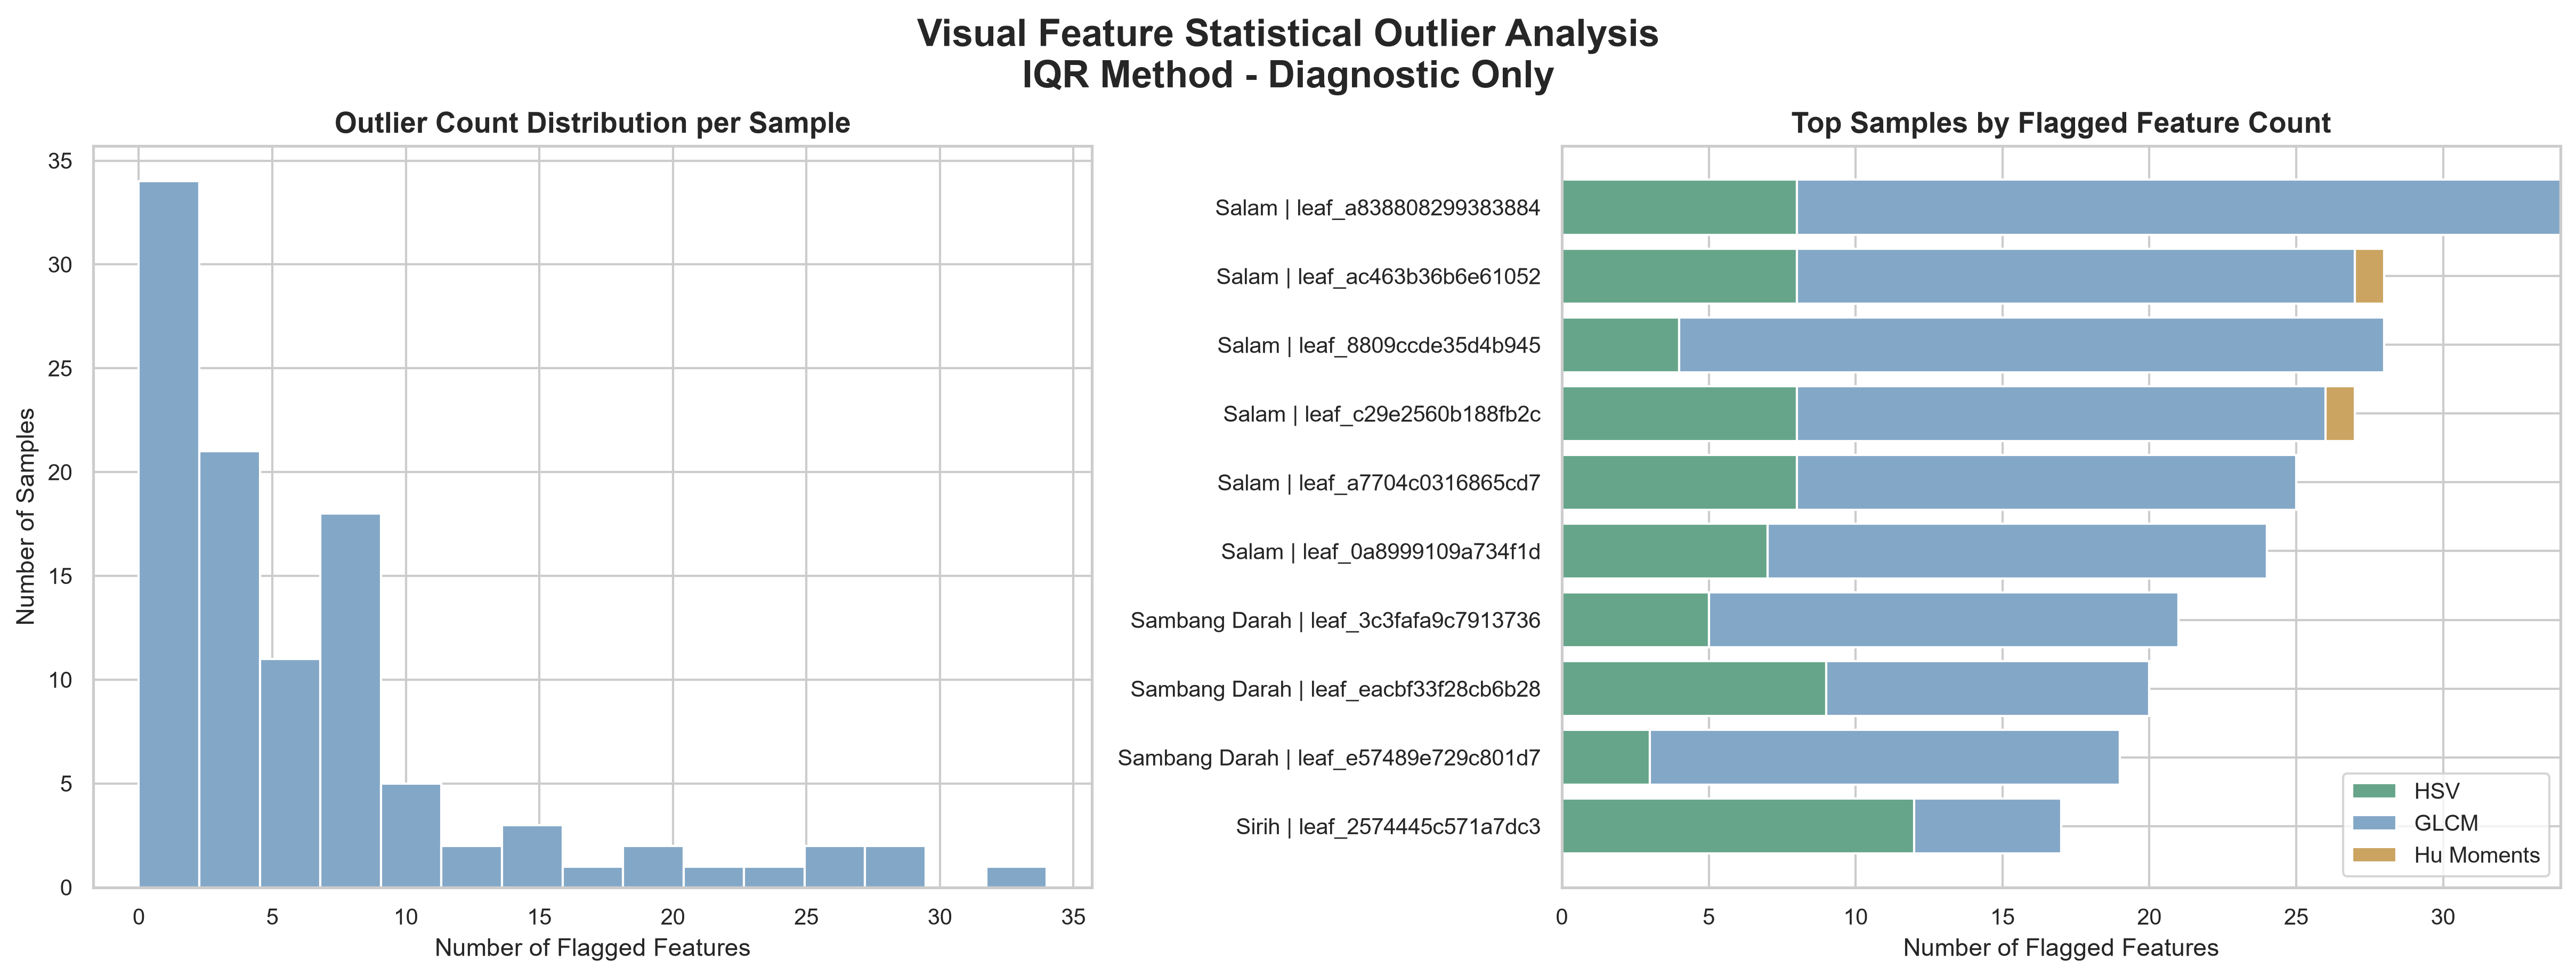 Visual Feature Statistical Outlier Analysis
IQR Method - Diagnostic Only
Outlier Count Distribution per Sample
35
30
25
20
15
10
5
0
Number of Samples
0 5 10 15 20 25 30 35
Number of Flagged Features
Top Samples by Flagged Feature Count
Salam | leaf_a838808299383884
Salam | leaf_ac463b36b6e61052
Salam | leaf_8809ccde35d4b945
Salam | leaf_c29e2560b188fb2c
Salam | leaf_a7704c0316865cd7
Salam | leaf_0a8999109a734f1d
Sambang Darah | leaf_3c3fafa9c7913736
Sambang Darah | leaf_eacbf33f28cb6b28
Sambang Darah | leaf_e57489e729c801d7
Sirih | leaf_2574445c571a7dc3
HSV
GLCM
Hu Moments
0 5 10 15 20 25 30
Number of Flagged Features